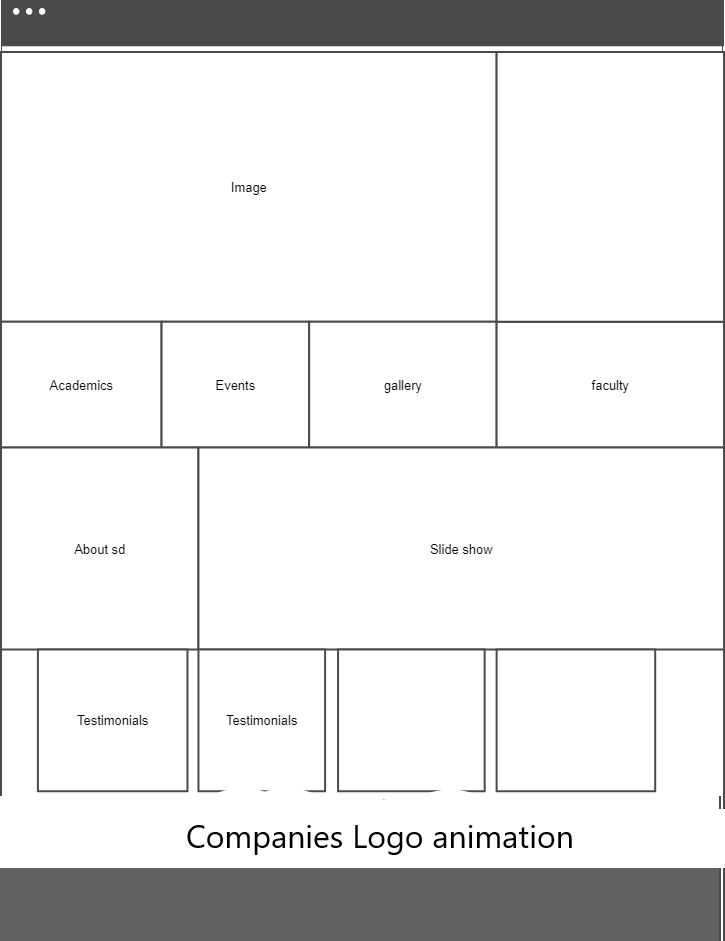 Image
Academics
Events
gallery
faculty
About sd
Slide show
Testimonials
Testimonials
Companies Logo animation